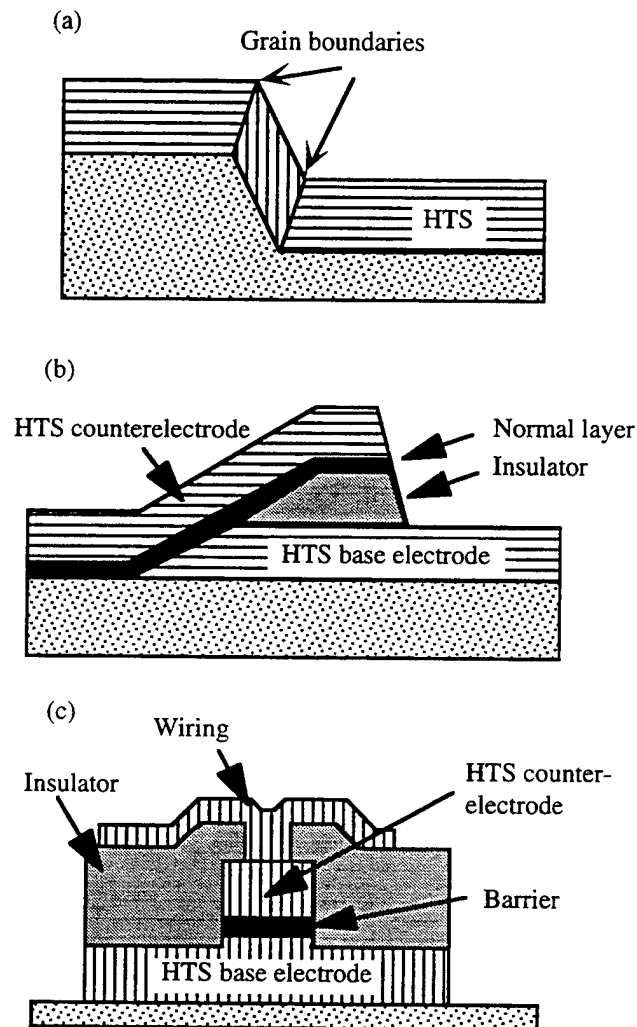 (a)
Grain boundaries
HTS
(b)
HTS counterelectrode
Normal layer
Insulator
HTS base electrode
(c)
Wiring
Insulator
HTS counter-
electrode
Barrier
HTS base electrode